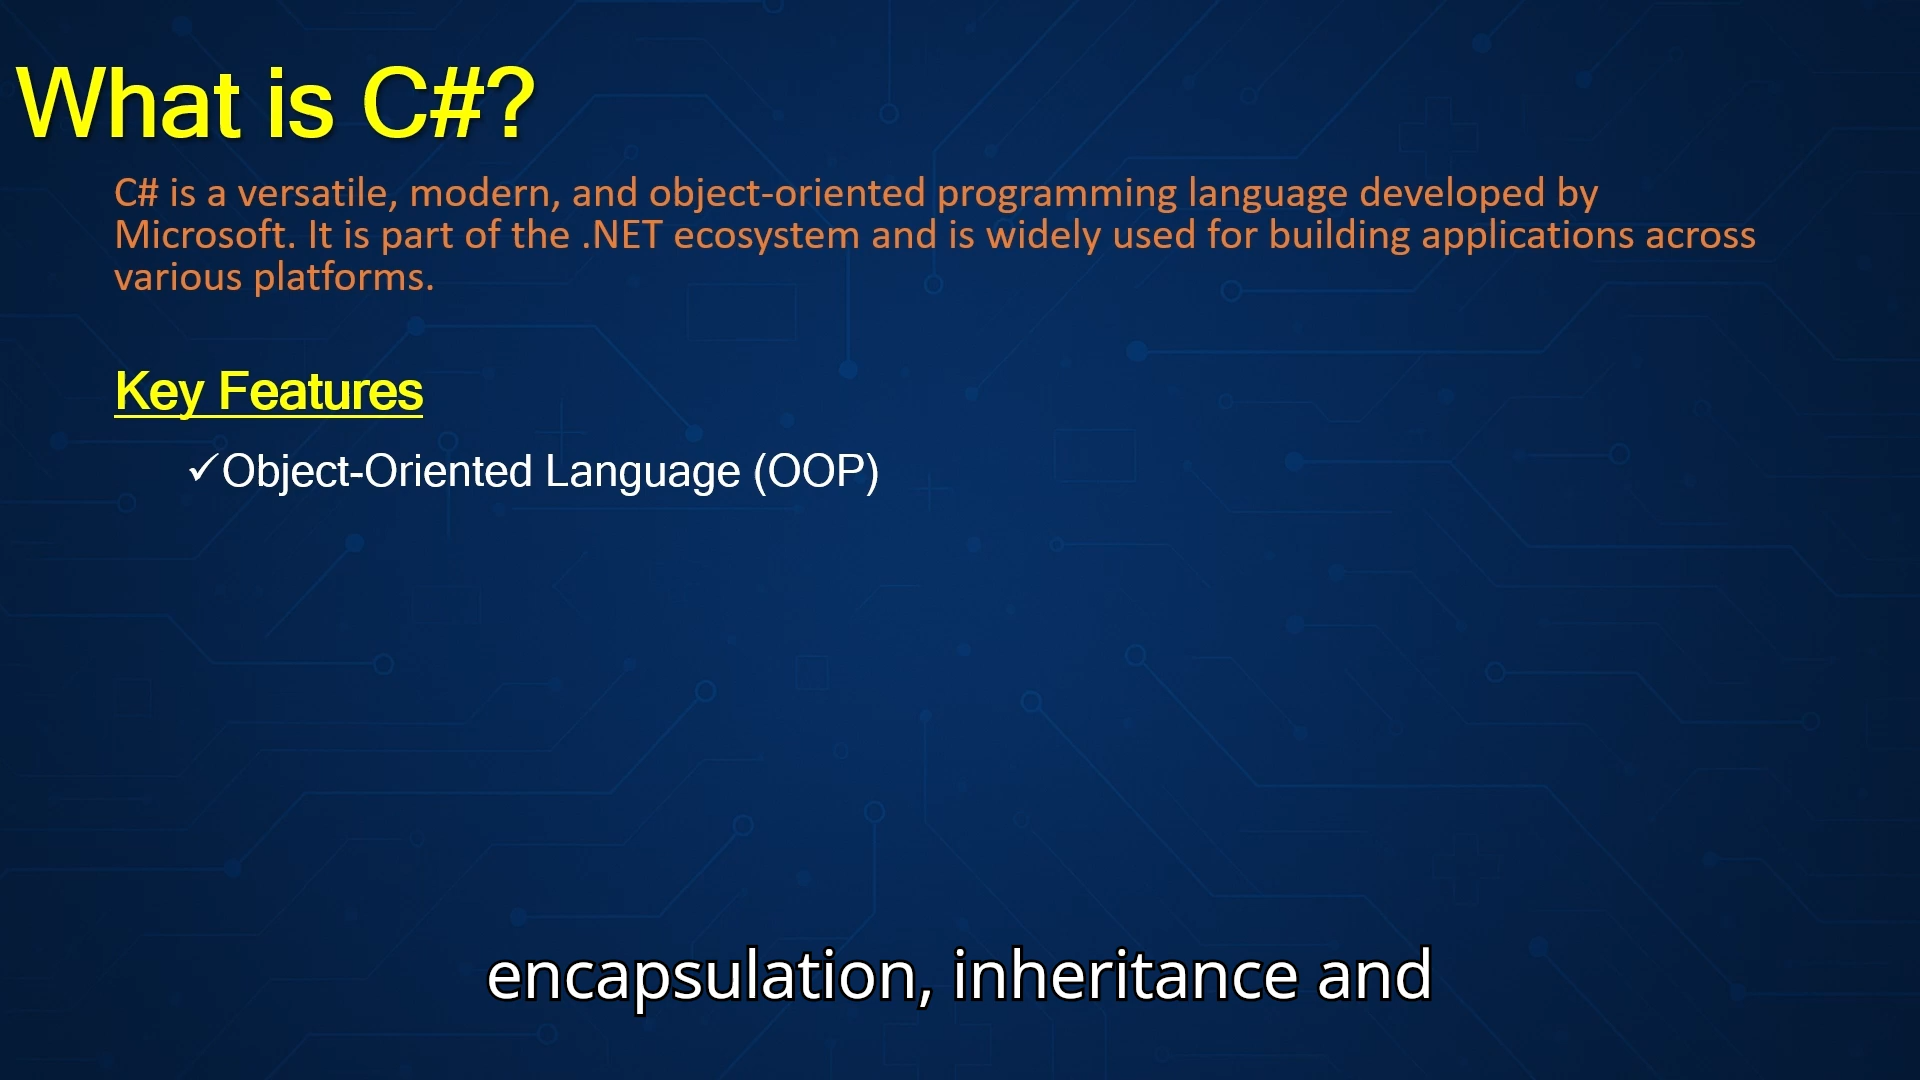 What is C#?
C# is a versatile, modern, and object-oriented programming language developed by
Microsoft. It is part of the .NET ecosystem and is widely used for building applications across
various platforms.
Key Features
✓Object-Oriented Language (OOP)
encapsulation, inheritance and